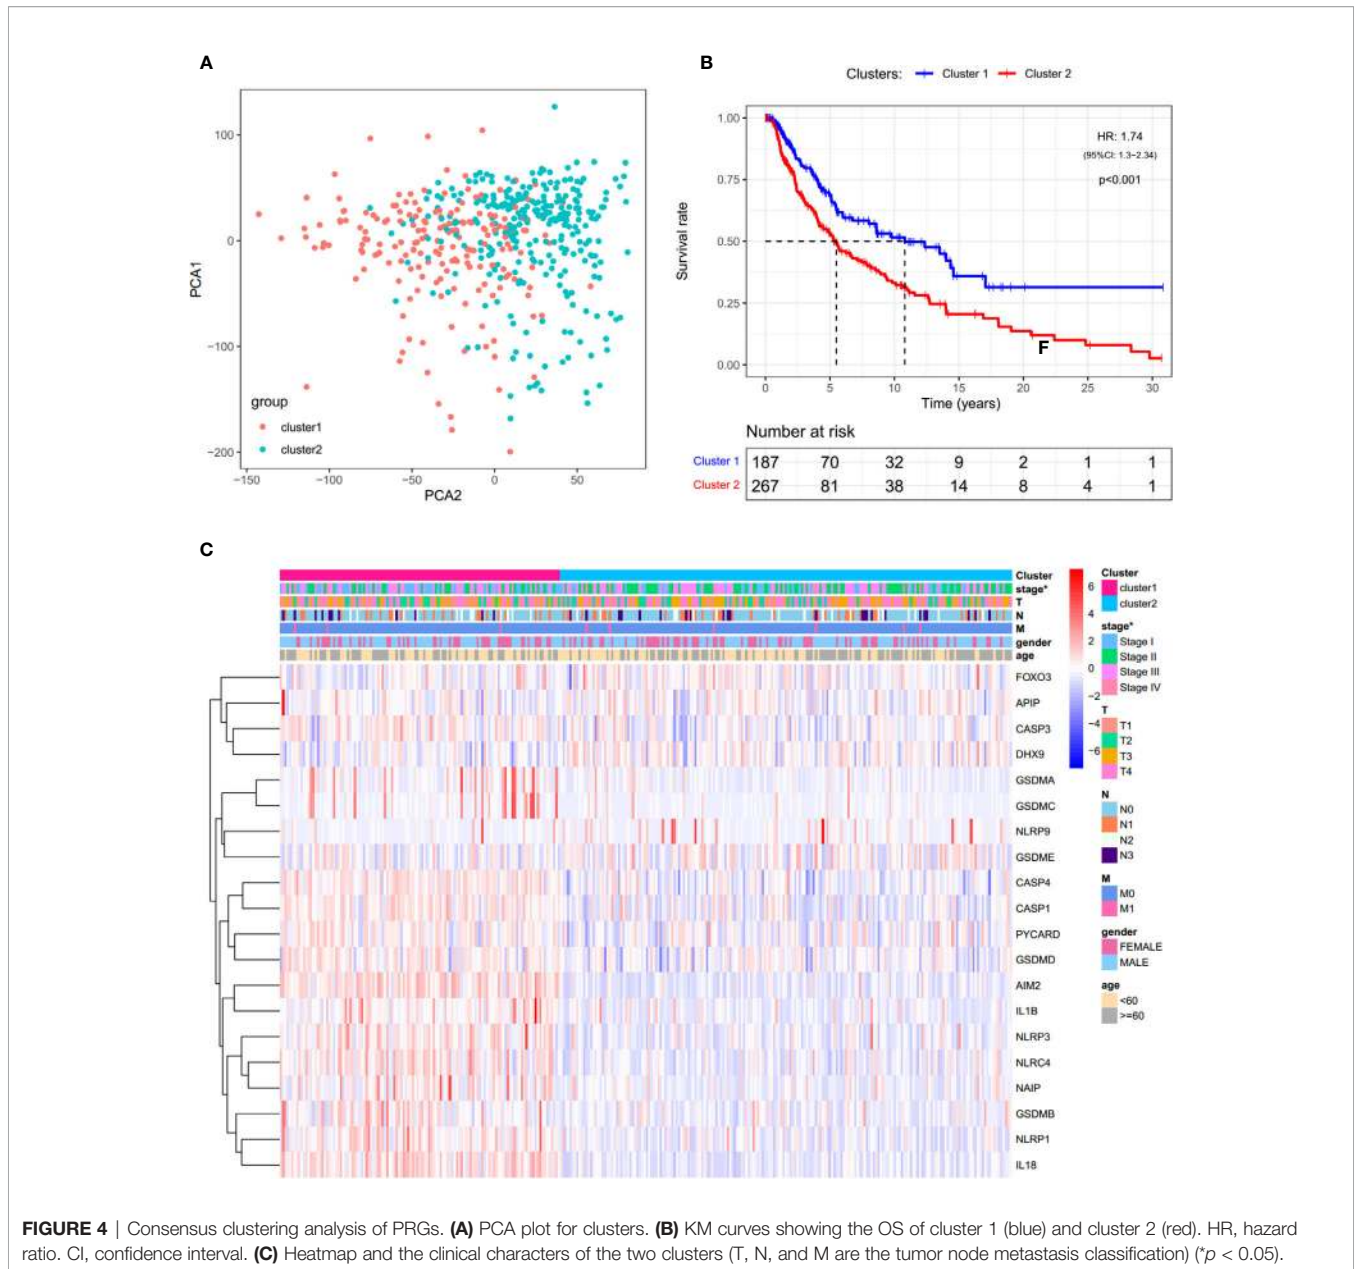 A
100
0
−100
−200
PCA1
group
cluster1
cluster2
−150
−100
−50
0
50
PCA2
B
Clusters: Cluster 1 Cluster 2
1.00
0.75
0.50
0.25
0.00
Survival rate
HR: 1.74
(95%CI: 1.3−2.34)
p<0.001
F
0
5
10
15
20
25
30
Time (years)
Number at risk
Cluster 1 187 70 32 9 2 1 1
Cluster 2 267 81 38 14 8 4 1
C
Cluster
stage*
T
N
M
gender
age
FOXO3
APIP
CASP3
DHX9
GSDMA
GSDMC
NLRP9
GSDME
CASP4
CASP1
PYCARD
GSDMD
AIM2
IL1B
NLRP3
NLRC4
NAIP
GSDMB
NLRP1
IL18
6
4
2
0
−2
−4
−6
Cluster
cluster1
cluster2
stage*
Stage I
Stage II
Stage III
Stage IV
T
T1
T2
T3
T4
N
N0
N1
N2
N3
M
M0
M1
gender
FEMALE
MALE
age
<60
>=60
FIGURE 4 | Consensus clustering analysis of PRGs. (A) PCA plot for clusters. (B) KM curves showing the OS of cluster 1 (blue) and cluster 2 (red). HR, hazard
ratio. CI, confidence interval. (C) Heatmap and the clinical characters of the two clusters (T, N, and M are the tumor node metastasis classification) (*p < 0.05).